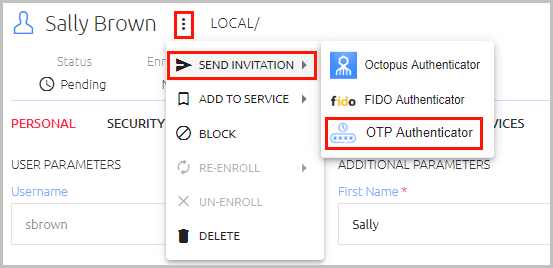 Sally Brown
LOCAL/
Status
Enr
Pending
N
SEND INVITATION
ADD TO SERVICE
BLOCK
RE-ENROLL
UN-ENROLL
DELETE
Octopus Authenticator
fido FIDO Authenticator
OTP Authenticator
PERSONAL
SECURITY
VICES
USER PARAMETERS
ADDITIONAL PARAMETERS
Username
First Name *
sbrown
Sally